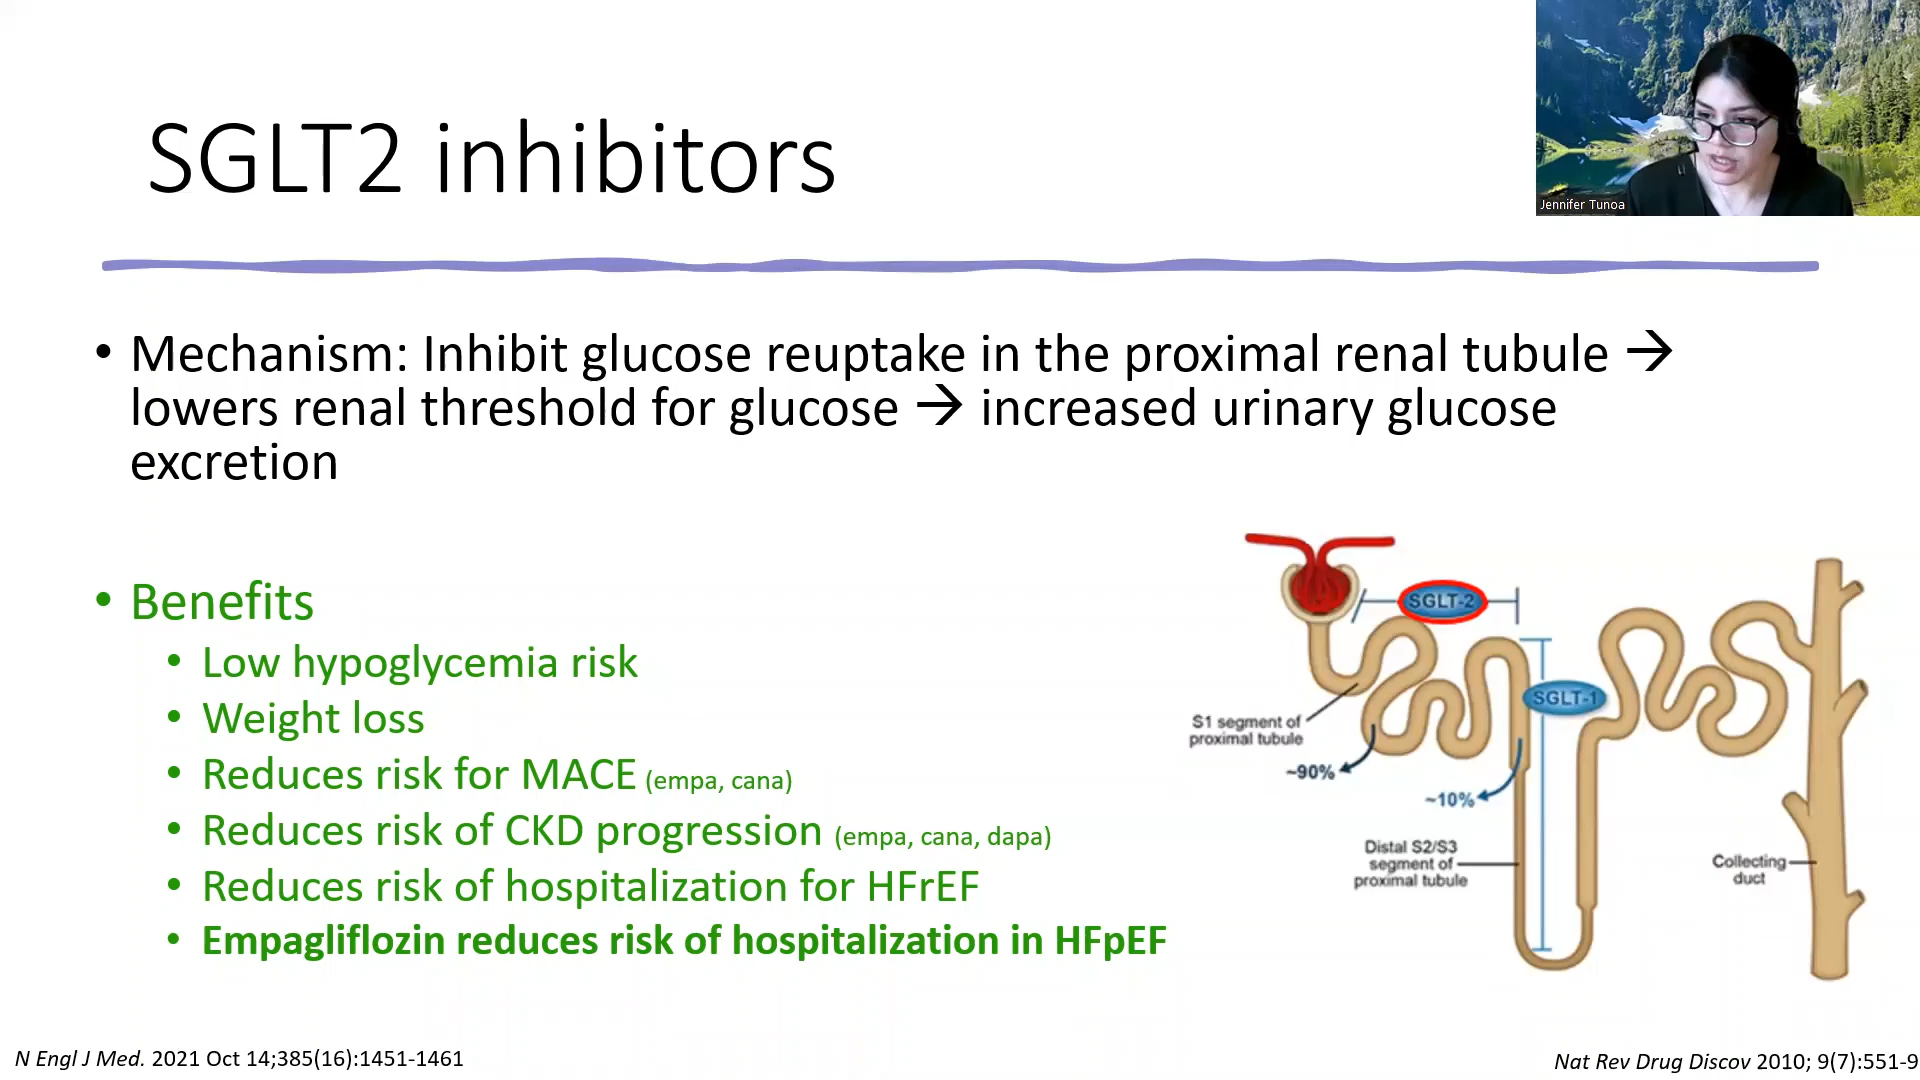 SGLT2 inhibitors
Jennifer Tunoa
• Mechanism: Inhibit glucose reuptake in the proximal renal tubule →
lowers renal threshold for glucose → increased urinary glucose
excretion
• Benefits
• Low hypoglycemia risk
• Weight loss
• Reduces risk for MACE (empa, cana)
• Reduces risk of CKD progression (empa, cana, dapa)
• Reduces risk of hospitalization for HFrEF
• Empagliflozin reduces risk of hospitalization in HFpEF
SGLT-2
SGLT-1
S1 segment of
proximal tubule
~90%
~10%
Distal S2/S3
segment of
proximal tubule
Collecting
duct
N Engl J Med. 2021 Oct 14;385(16):1451-1461
Nat Rev Drug Discov 2010; 9(7):551-9